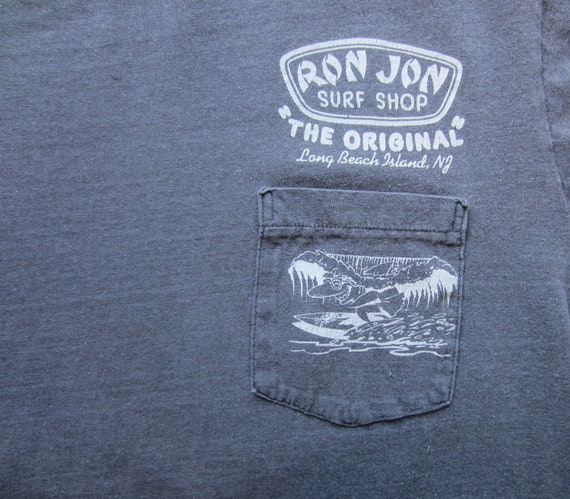 RON JON
SURF SHOP
"THE ORIGINAL"
Long Beach Island, NJ